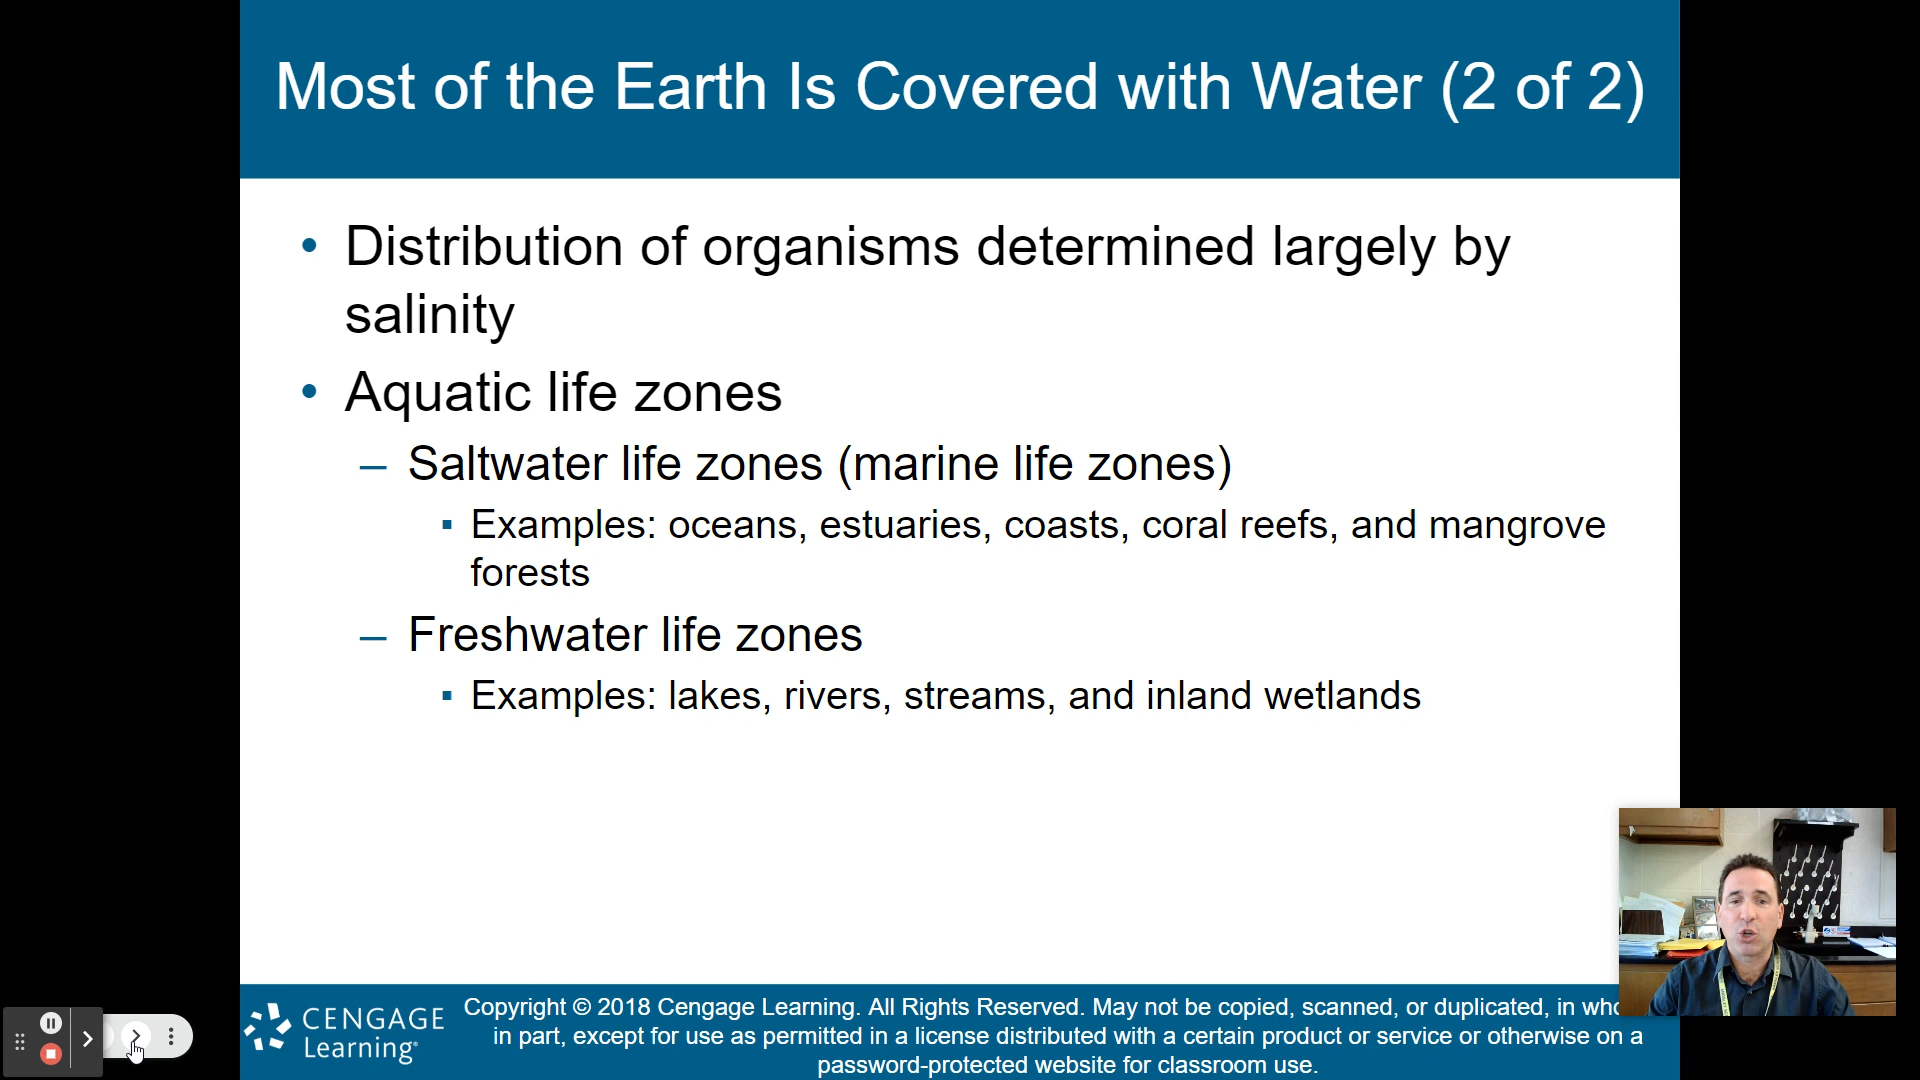 Most of the Earth Is Covered with Water (2 of 2)
• Distribution of organisms determined largely by
salinity
• Aquatic life zones
– Saltwater life zones (marine life zones)
▪ Examples: oceans, estuaries, coasts, coral reefs, and mangrove
forests
– Freshwater life zones
▪ Examples: lakes, rivers, streams, and inland wetlands
CENGAGE
Learning
Copyright © 2018 Cengage Learning. All Rights Reserved. May not be copied, scanned, or duplicated, in
in part, except for use as permitted in a license distributed with a certain product or service or otherwise on a
password-protected website for classroom use.